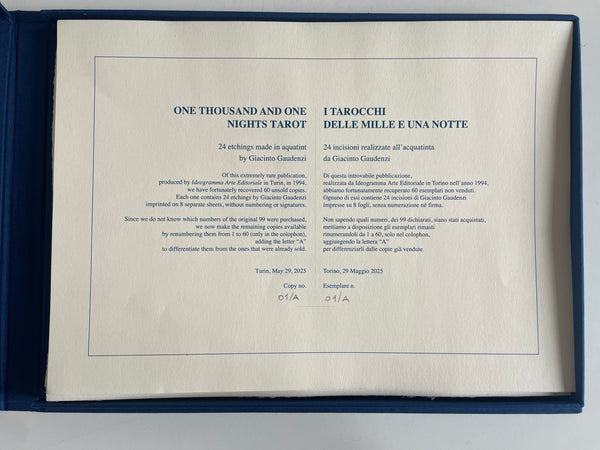 ONE THOUSAND AND ONE
NIGHTS TAROT
24 etchings made in aquatint
by Giacinto Gaudenzi
Of this extremely rare publication,
produced by Ideogramma Arte Editoriale in Turin, in 1994,
we have fortunately recovered 60 unsold copies.
Each one contains 24 etchings by Giacinto Gaudenzi
imprinted on 8 separate sheets, without numbering or signatures.
Since we do not know which numbers of the original 99 were purchased,
we now make the remaining copies available
by renumbering them from 1 to 60 (only in the colophon),
adding the letter "A"
to differentiate them from the ones that were already sold.
Turin, May 29, 2025
Copy no.
01/A
I TAROCCHI
DELLE MILLE E UNA NOTTE
24 incisioni realizzate all'acquatinta
da Giacinto Gaudenzi
Di questa introvabile pubblicazione,
realizzata da Ideogramma Arte Editoriale in Torino nell'anno 1994,
abbiamo fortunatamente recuperato 60 esemplari non venduti.
Ognuno di essi contiene 24 incisioni di Giacinto Gaudenzi
impresse su 8 fogli, senza numerazione né firma.
Non sapendo quali numeri, dei 99 dichiarati, siano stati acquistati,
mettiamo a disposizione gli esemplari rimasti
rinumerandoli da 1 a 60, solo nel colophon,
aggiungendo la lettera "A"
per differenziarli dalle copie già vendute.
Torino, 29 Maggio 2025
Esemplare n.
01/A